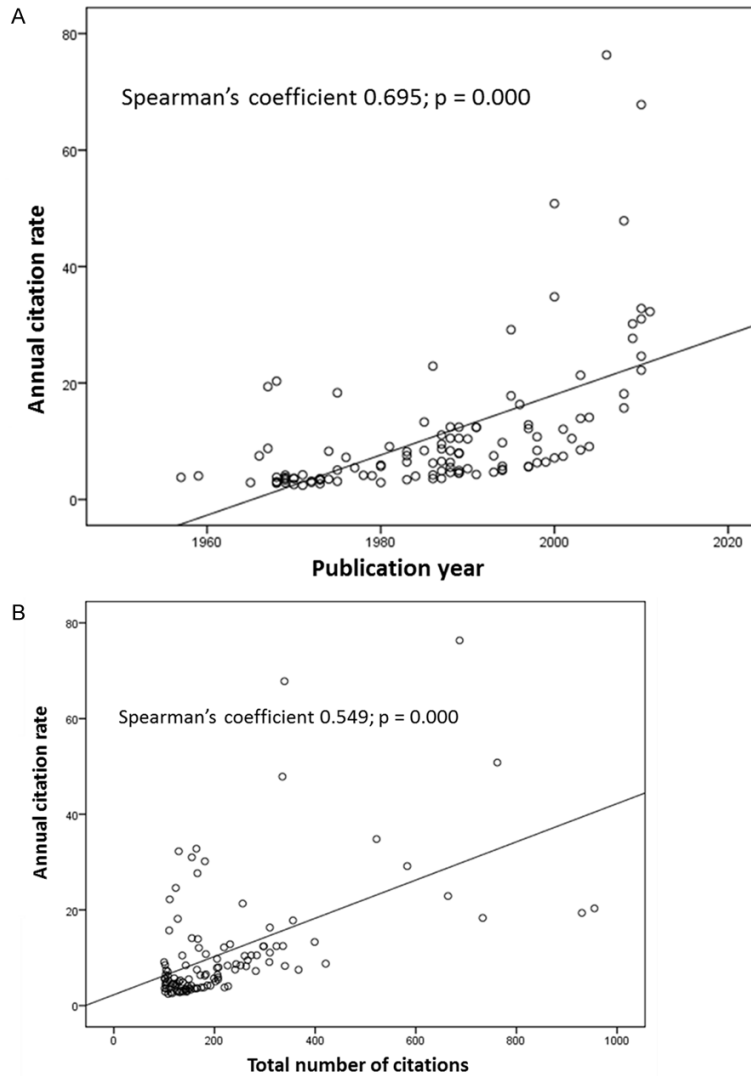 A
80
60
40
20
0
Annual citation rate
Spearman's coefficient 0.695; p = 0.000
1960 1980 2000 2020
Publication year
B
80
60
40
20
0
Annual citation rate
Spearman's coefficient 0.549; p = 0.000
0 200 400 600 800 1000
Total number of citations